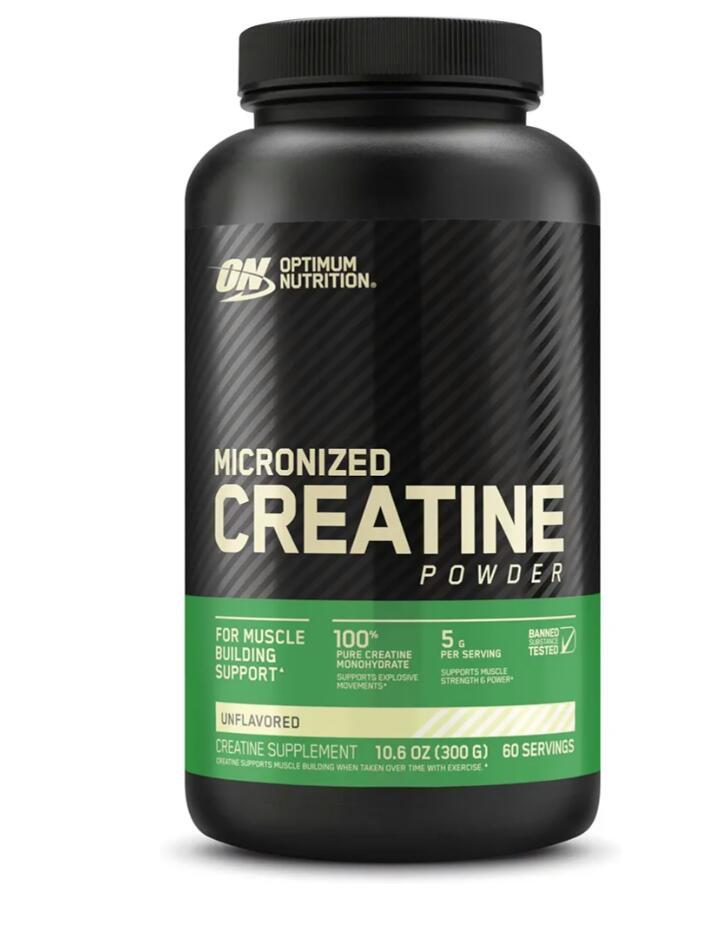 ON OPTIMUM
NUTRITION®
MICRONIZED
CREATINE
POWDER
FOR MUSCLE
BUILDING
SUPPORT▲
100%
PURE CREATINE
MONOHYDRATE
SUPPORTS EXPLOSIVE
MOVEMENTS▲
5 G
PER SERVING
SUPPORTS MUSCLE
STRENGTH & POWER▲
BANNED
SUBSTANCE
TESTED
UNFLAVORED
CREATINE SUPPLEMENT 10.6 OZ (300 G) 60 SERVINGS
CREATINE SUPPORTS MUSCLE BUILDING WHEN TAKEN OVER TIME WITH EXERCISE.▲